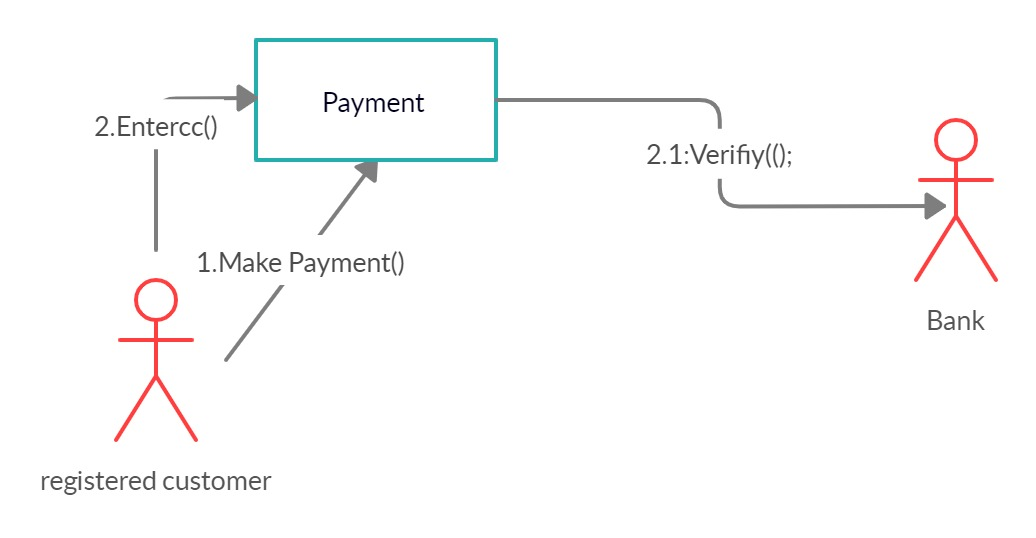 Payment
2.Entercc()
2.1:Verifiy(();
1.Make Payment()
Bank
registered customer